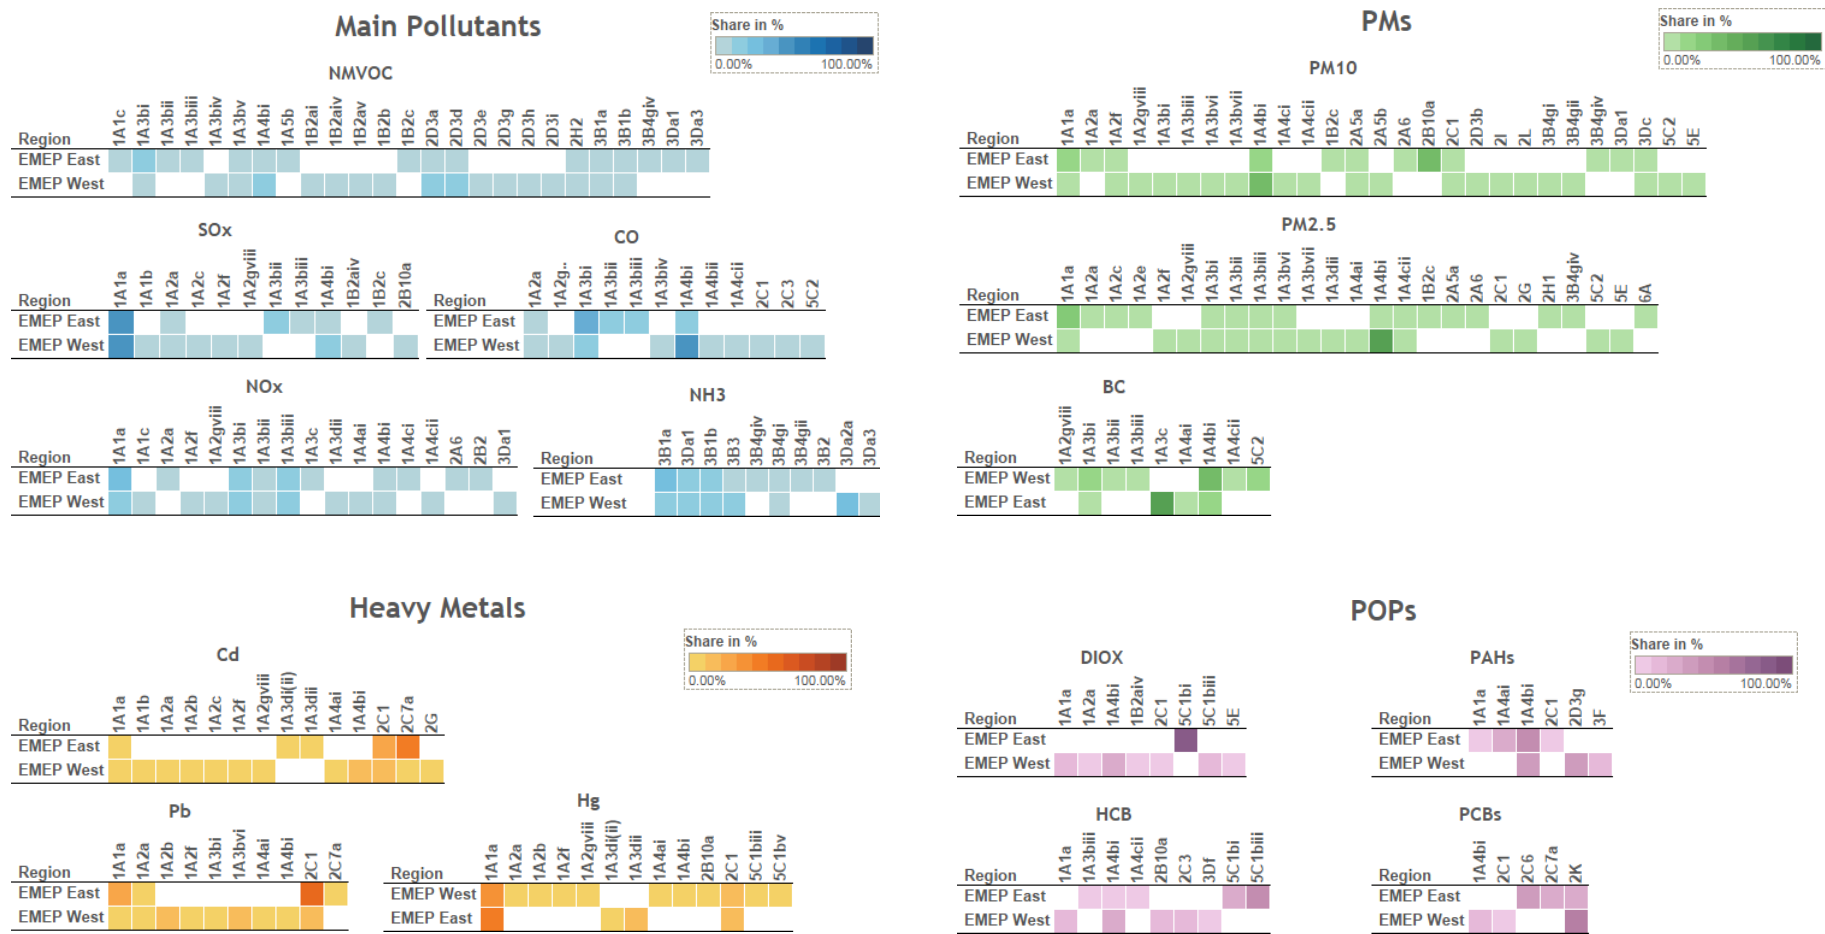 Main Pollutants
Share in %
0.00% 100.00%
NMVOC
Region 1A1c 1A3bi 1A3bii 1A3biii 1A3biv 1A3bv 1A4bi 1A5b 1B2ai 1B2aiv 1B2av 1B2b 1B2c 2D3a 2D3d 2D3e 2D3g 2D3h 2D3i 2H2 3B1a 3B1b 3B4giv 3Da1 3Da3
EMEP East
EMEP West
SOx
Region 1A1a 1A1b 1A2a 1A2c 1A2f 1A2gviii 1A3bii 1A3biii 1A4bi 1B2aiv 1B2c 2B10a
EMEP East
EMEP West
CO
Region 1A2a 1A2g.. 1A3bi 1A3bii 1A3biii 1A3biv 1A4bi 1A4bii 1A4cii 2C1 2C3 5C2
EMEP East
EMEP West
NOx
Region 1A1a 1A1c 1A2a 1A2f 1A2gviii 1A3bi 1A3bii 1A3biii 1A3c 1A3dii 1A4ai 1A4bi 1A4ci 1A4cii 2A6 2B2 3Da1
EMEP East
EMEP West
NH3
Region 3B1a 3Da1 3B1b 3B3 3B4giv 3B4gi 3B4gii 3B2 3Da2a 3Da3
EMEP East
EMEP West
PMs
Share in %
0.00% 100.00%
PM10
Region 1A1a 1A2a 1A2f 1A2gviii 1A3bi 1A3biii 1A3bvi 1A3bvii 1A4bi 1A4ci 1A4cii 1B2c 2A5a 2A5b 2A6 2B10a 2C1 2D3b 2I 2L 3B4gi 3B4gii 3B4giv 3Da1 3Dc 5C2 5E
EMEP East
EMEP West
PM2.5
Region 1A1a 1A2a 1A2c 1A2e 1A2f 1A2gviii 1A3bi 1A3bii 1A3biii 1A3bvi 1A3bvii 1A3dii 1A4ai 1A4bi 1A4cii 1B2c 2A5a 2A6 2C1 2G 2H1 3B4giv 5C2 5E 6A
EMEP East
EMEP West
BC
Region 1A2gviii 1A3bi 1A3bii 1A3biii 1A3c 1A4ai 1A4bi 1A4cii 5C2
EMEP West
EMEP East
Heavy Metals
Share in %
0.00% 100.00%
Cd
Region 1A1a 1A1b 1A2a 1A2b 1A2c 1A2f 1A2gviii 1A3di(ii) 1A3dii 1A4ai 1A4bi 2C1 2C7a 2G
EMEP East
EMEP West
Pb
Region 1A1a 1A2a 1A2b 1A2f 1A3bi 1A3bvi 1A4ai 1A4bi 2C1 2C7a
EMEP East
EMEP West
Hg
Region 1A1a 1A2a 1A2b 1A2f 1A2gviii 1A3di(ii) 1A3dii 1A4ai 1A4bi 2B10a 2C1 5C1biii 5C1bv
EMEP West
EMEP East
POPs
Share in %
0.00% 100.00%
DIOX
Region 1A1a 1A2a 1A4bi 1B2aiv 2C1 5C1bi 5C1biii 5E
EMEP East
EMEP West
PAHs
Region 1A1a 1A4ai 1A4bi 2C1 2D3g 3F
EMEP East
EMEP West
HCB
Region 1A1a 1A3biii 1A4bi 1A4cii 2B10a 2C3 3Df 5C1bi 5C1biii
EMEP East
EMEP West
PCBs
Region 1A4bi 2C1 2C6 2C7a 2K
EMEP East
EMEP West